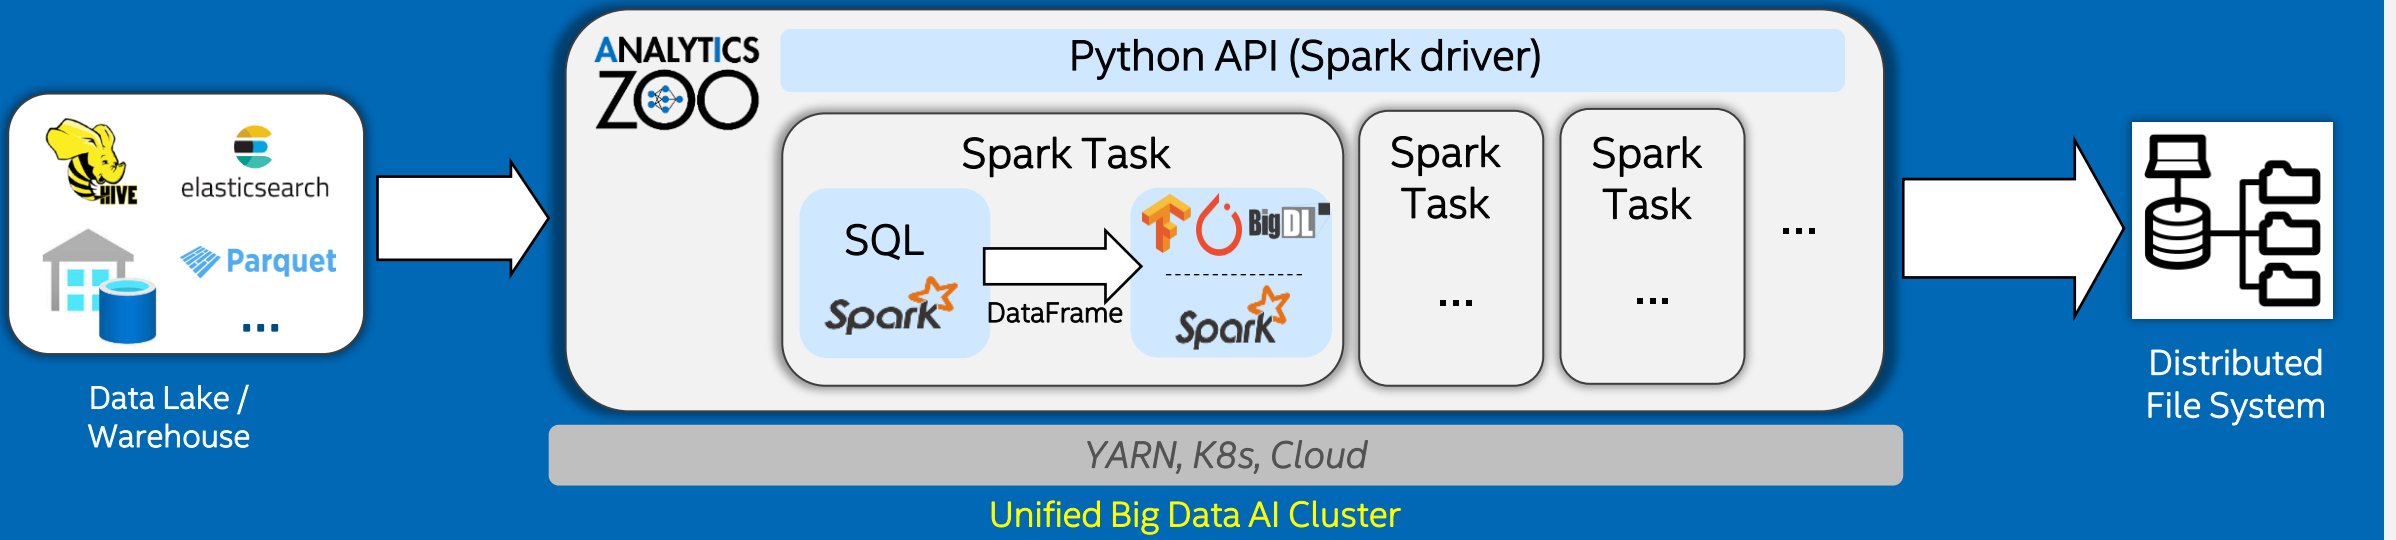 HIVE
elasticsearch
Parquet
...
Data Lake /
Warehouse
ANALYTICS
ZOO
Python API (Spark driver)
Spark Task
SQL
Spark
DataFrame
BigDL
Spark
Spark
Task
...
Spark
Task
...
...
YARN, K8s, Cloud
Unified Big Data AI Cluster
Distributed
File System